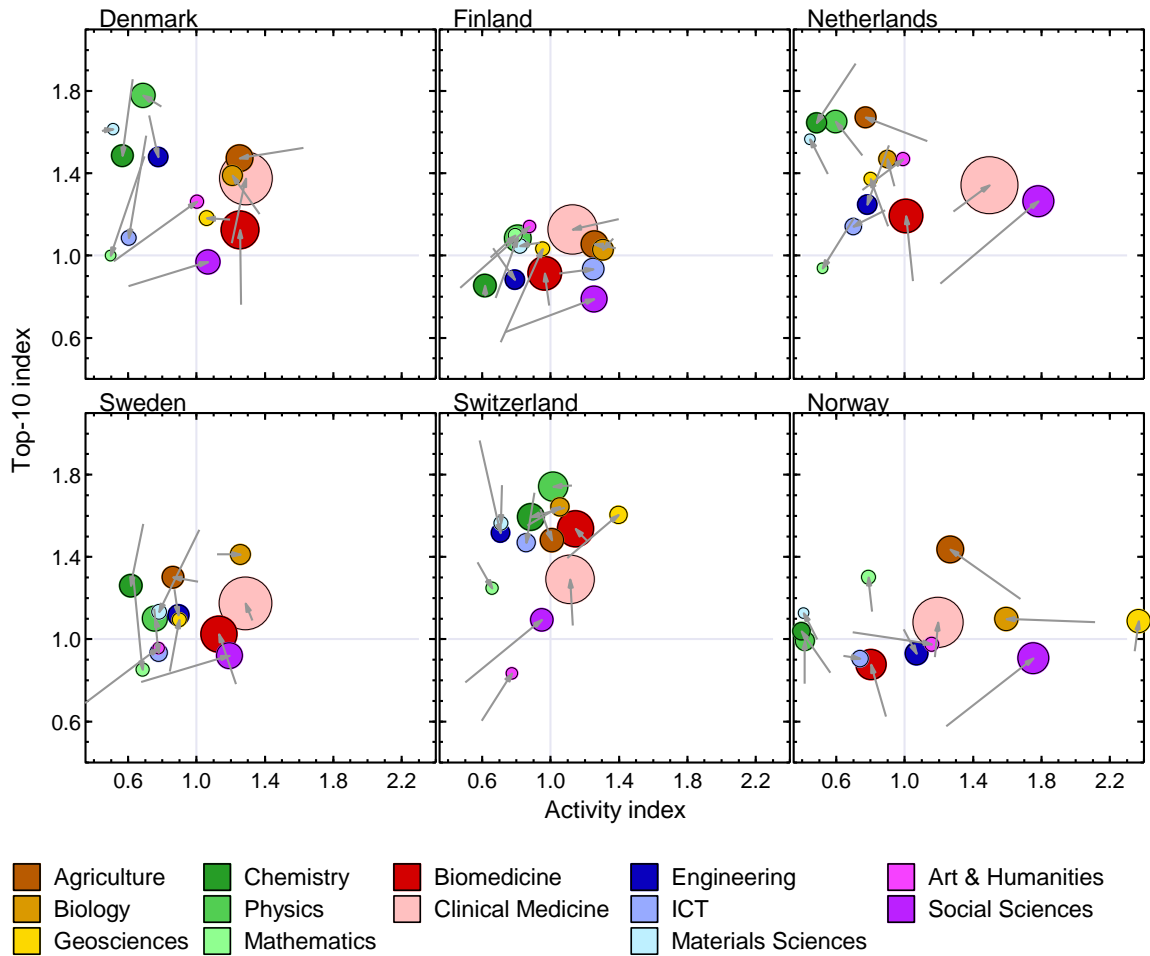 Denmark Finland Netherlands
1.8
1.4
1.0
0.6
Top-10 index
Sweden Switzerland Norway
1.8
1.4
1.0
0.6
0.6 1.0 1.4 1.8 2.2 0.6 1.0 1.4 1.8 2.2 0.6 1.0 1.4 1.8 2.2
Activity index
Agriculture Chemistry Biomedicine Engineering Art & Humanities
Biology Physics Clinical Medicine ICT Social Sciences
Geosciences Mathematics Materials Sciences